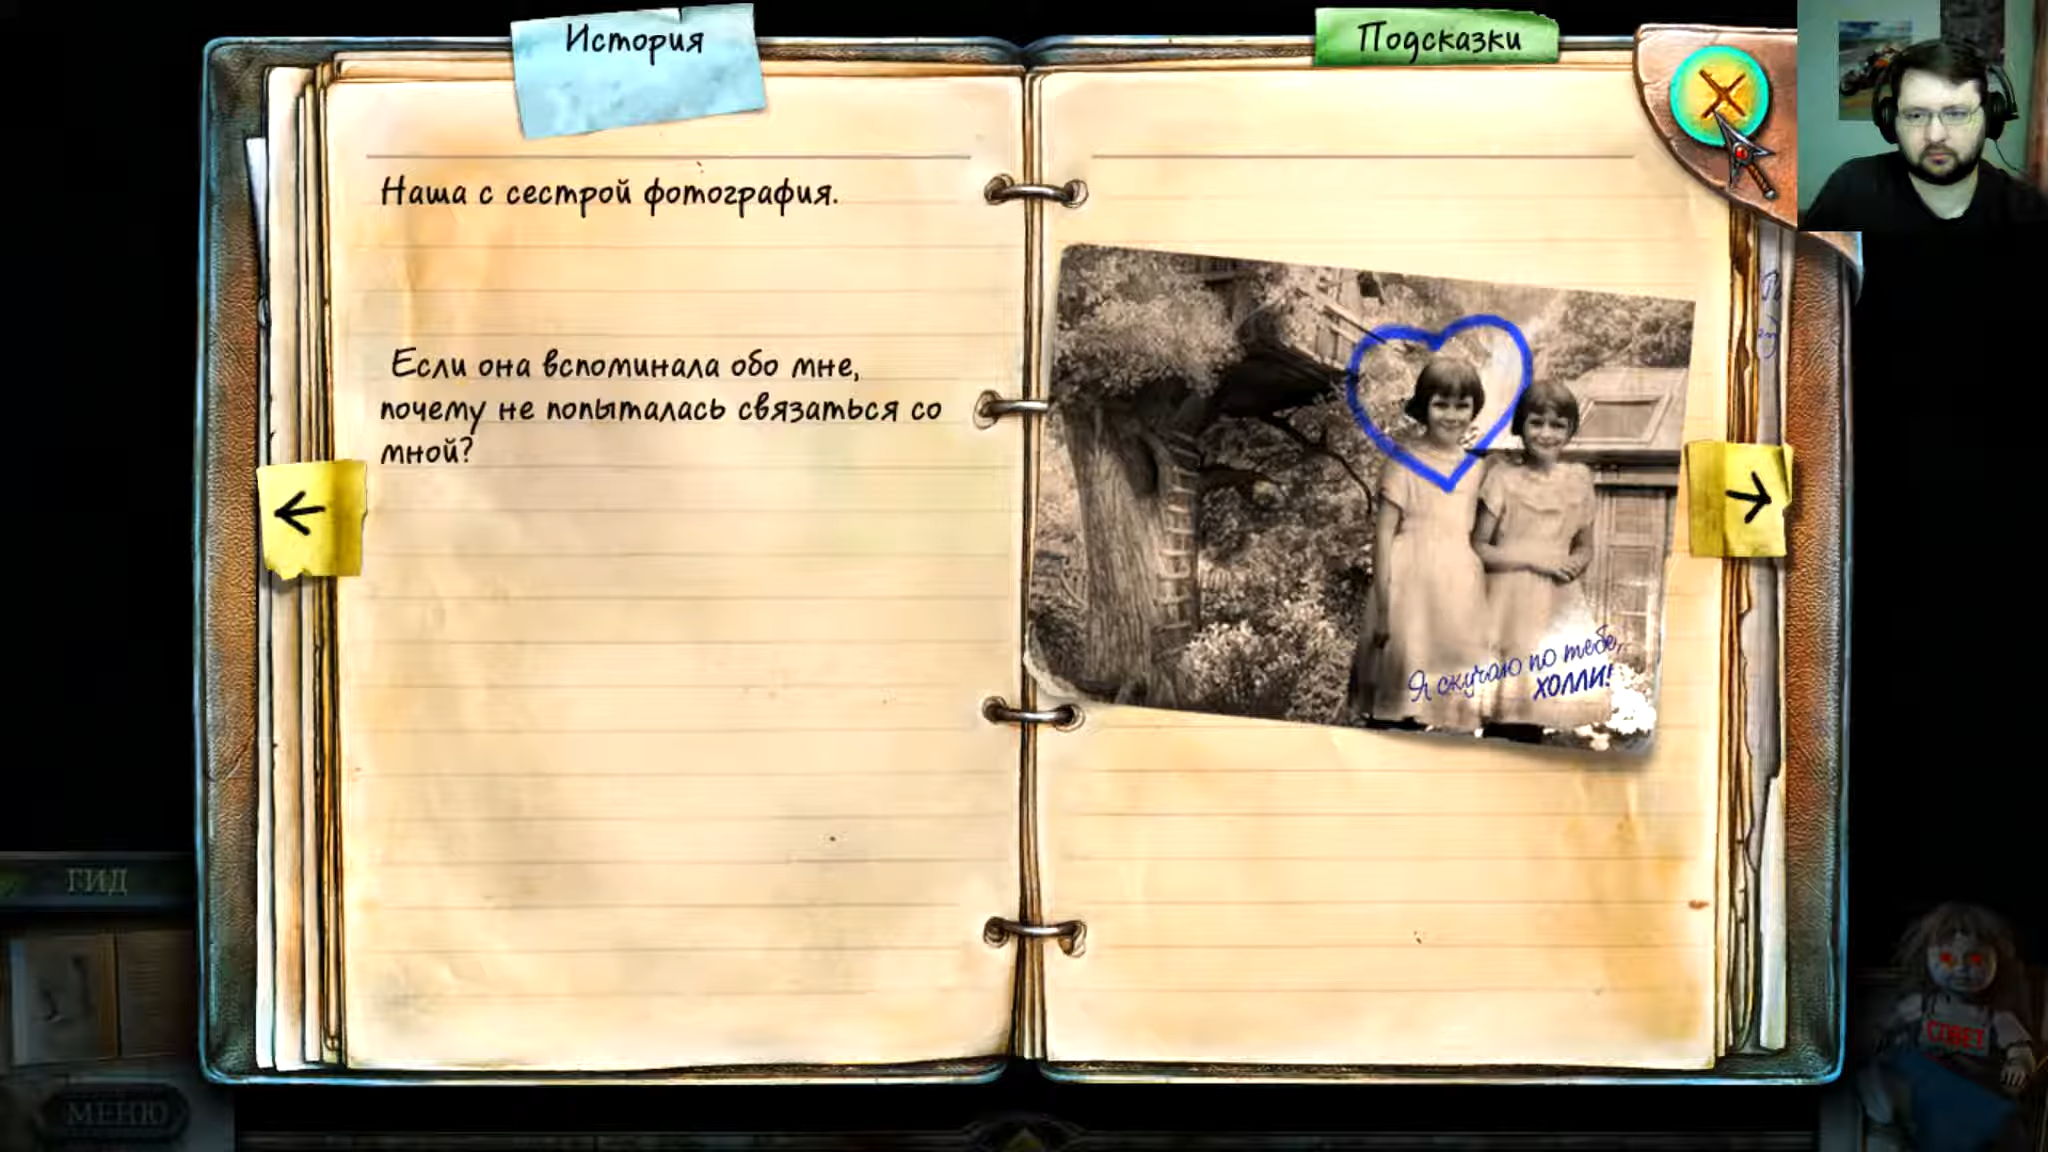 История
Подсказки
Наша с сестрой фотография.
Если она вспоминала обо мне,
почему не попыталась связаться со
мной?
Я скучаю по тебе,
ХОЛЛИ!
ГИД
МЕНЮ
СОВЕТ